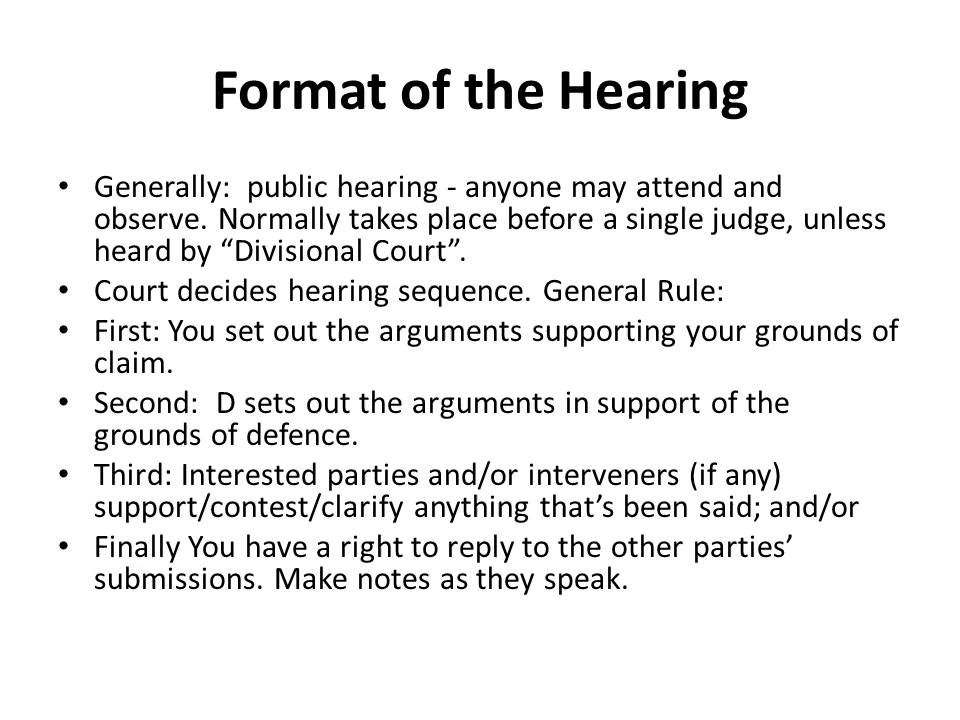 Format of the Hearing
• Generally:  public hearing - anyone may attend and
observe. Normally takes place before a single judge, unless
heard by “Divisional Court”.
• Court decides hearing sequence. General Rule:
• First: You set out the arguments supporting your grounds of
claim.
• Second:  D sets out the arguments in support of the
grounds of defence.
• Third: Interested parties and/or interveners (if any)
support/contest/clarify anything that’s been said; and/or
• Finally You have a right to reply to the other parties’
submissions. Make notes as they speak.